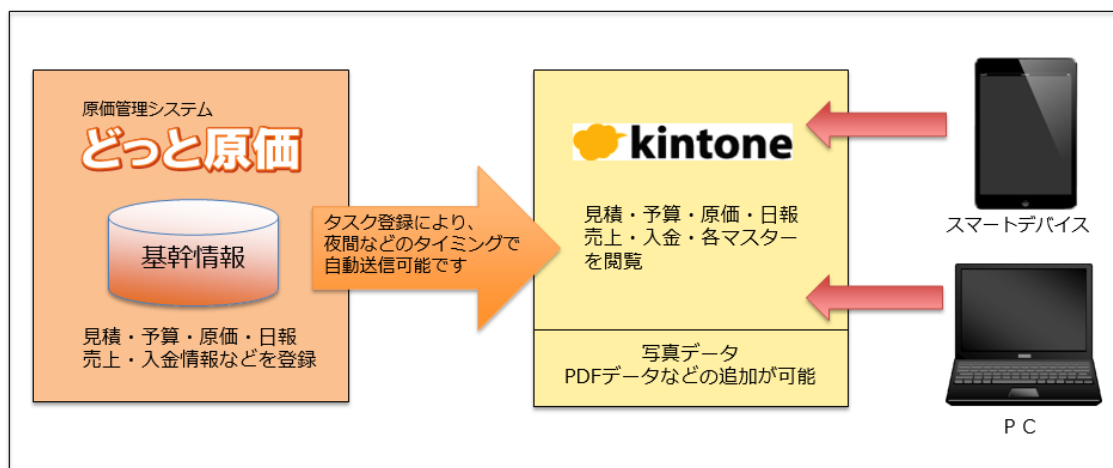 原価管理システム
どっと原価
基幹情報
見積・予算・原価・日報
売上・入金情報などを登録
タスク登録により、
夜間などのタイミングで
自動送信可能です
kintone
見積・予算・原価・日報
売上・入金・各マスター
を閲覧
写真データ
PDFデータなどの追加が可能
スマートデバイス
ＰＣ